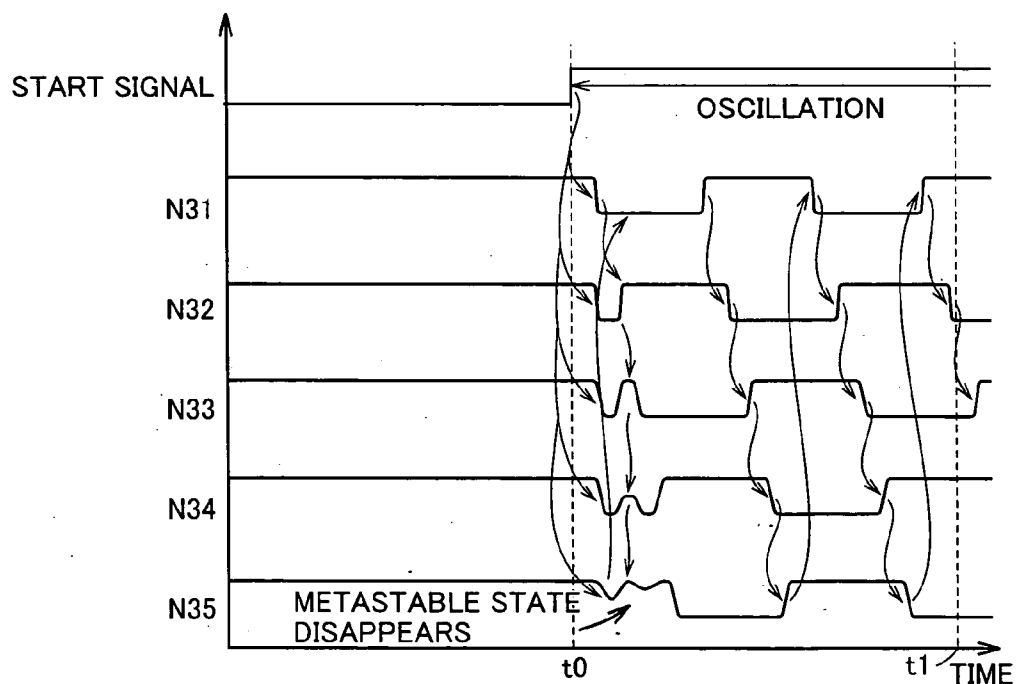 START SIGNAL
OSCILLATION
N31
N32
N33
N34
N35
METASTABLE STATE
DISAPPEARS
t0
t1
TIME